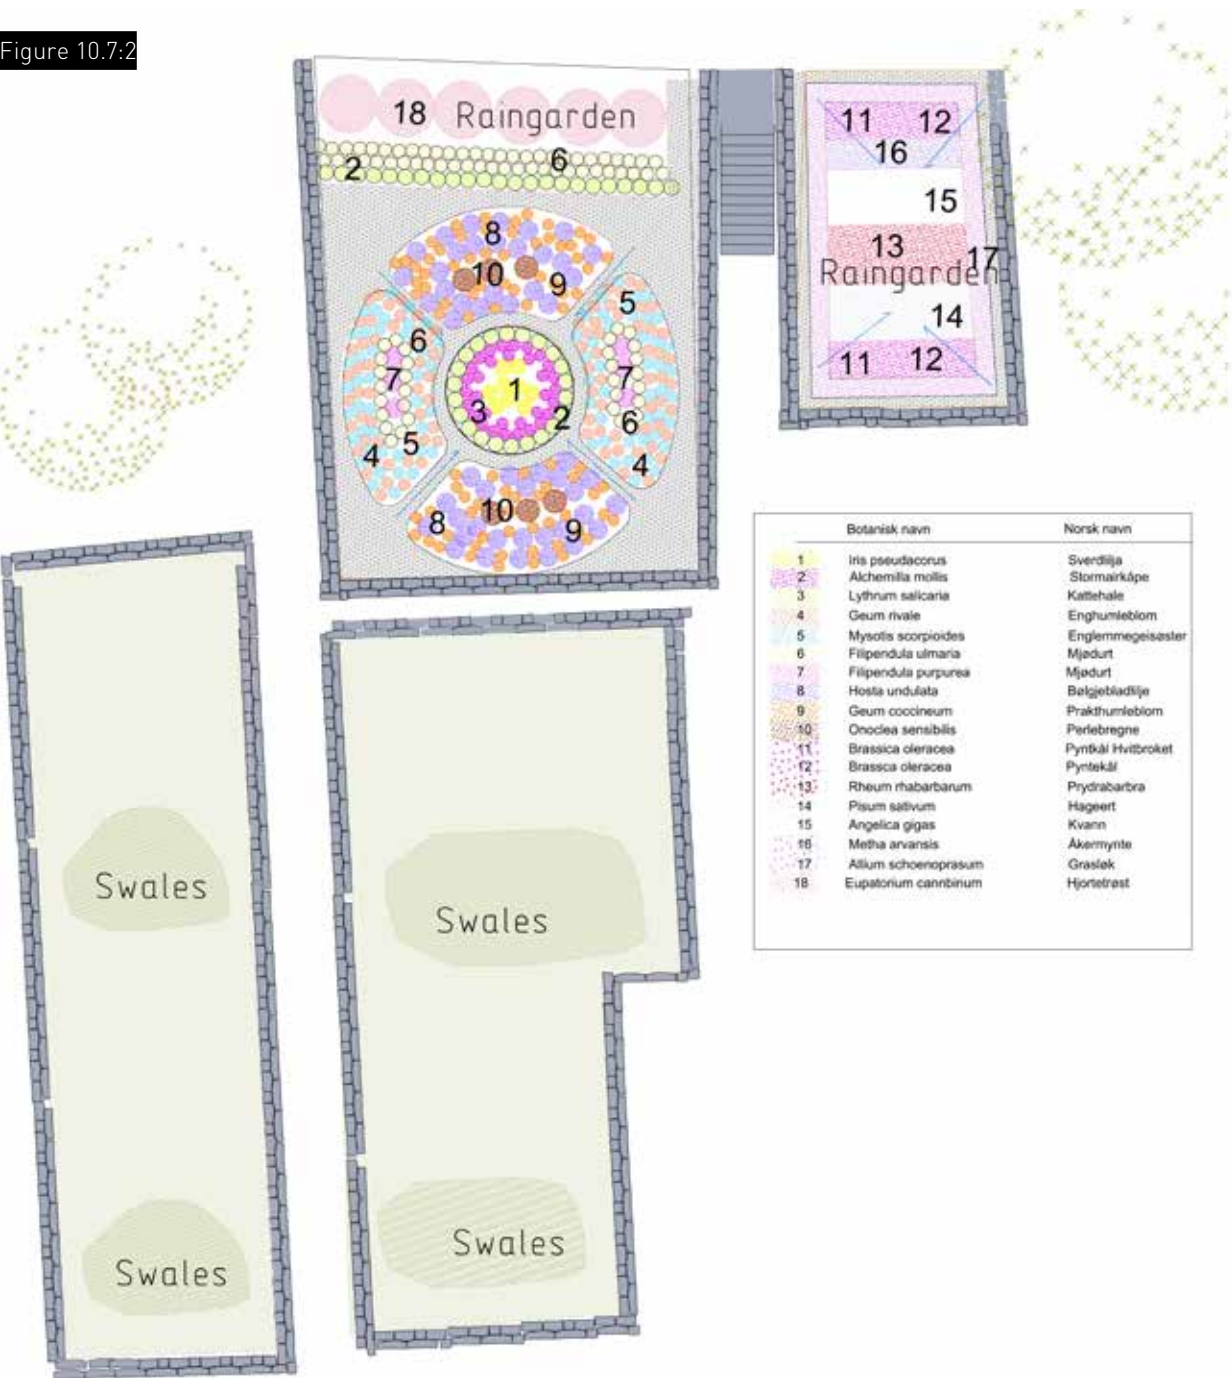 Figure 10.7:2
18 Raingarden
2 6
8
10 9
5
6
7 7
1
3 2
6
5
4 4
10
8 9
11 12
16
15
13
17
Raingarden
14
11 12
Botanisk navn Norsk navn
1 Iris pseudacorus Sverdlilja
2 Alchemilla mollis Stormairkåpe
3 Lythrum salicaria Kattehale
4 Geum rivale Enghumleblom
5 Mysotis scorpioides Englemmegeisøster
6 Filipendula ulmaria Mjødurt
7 Filipendula purpurea Mjødurt
8 Hosta undulata Bølgjebladlilje
9 Geum coccineum Prakthumleblom
10 Onoclea sensibilis Perlebregne
11 Brassica oleracea Pyntkål Hvitbroket
12 Brassca oleracea Pyntekål
13 Rheum rhabarbarum Prydrabarbra
14 Pisum sativum Hageert
15 Angelica gigas Kvann
16 Metha arvansis Åkermynte
17 Allium schoenoprasum Grasløk
18 Eupatorium cannbinum Hjortetrøst
Swales
Swales
Swales
Swales